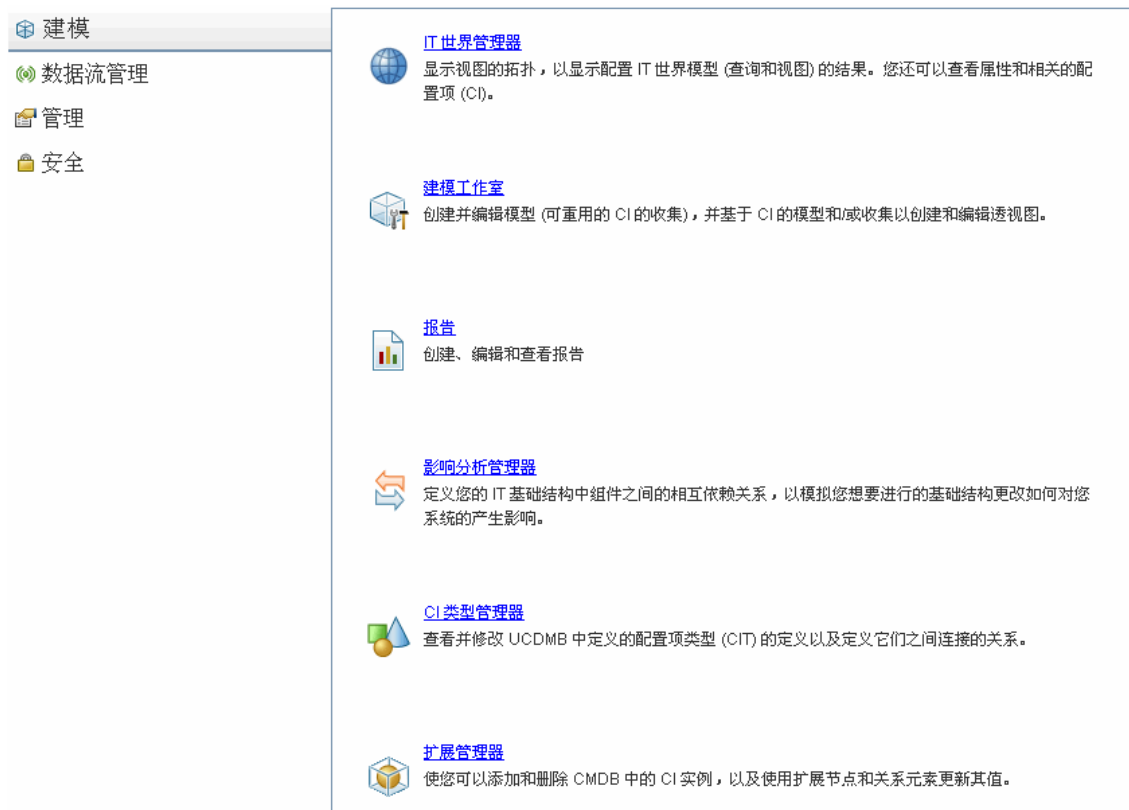 建模
数据流管理
管理
安全
IT 世界管理器
显示视图的拓扑，以显示配置 IT 世界模型 (查询和视图) 的结果。您还可以查看属性和相关的配
置项 (CI)。
建模工作室
创建并编辑模型 (可重用的 CI 的收集)，并基于 CI 的模型和/或收集以创建和编辑透视图。
报告
创建、编辑和查看报告
影响分析管理器
定义您的 IT 基础结构中组件之间的相互依赖关系，以模拟您想要进行的基础结构更改如何对您
系统的产生影响。
CI 类型管理器
查看并修改 UCDMB 中定义的配置项类型 (CIT) 的定义以及定义它们之间连接的关系。
扩展管理器
使您可以添加和删除 CMDB 中的 CI 实例，以及使用扩展节点和关系元素更新其值。